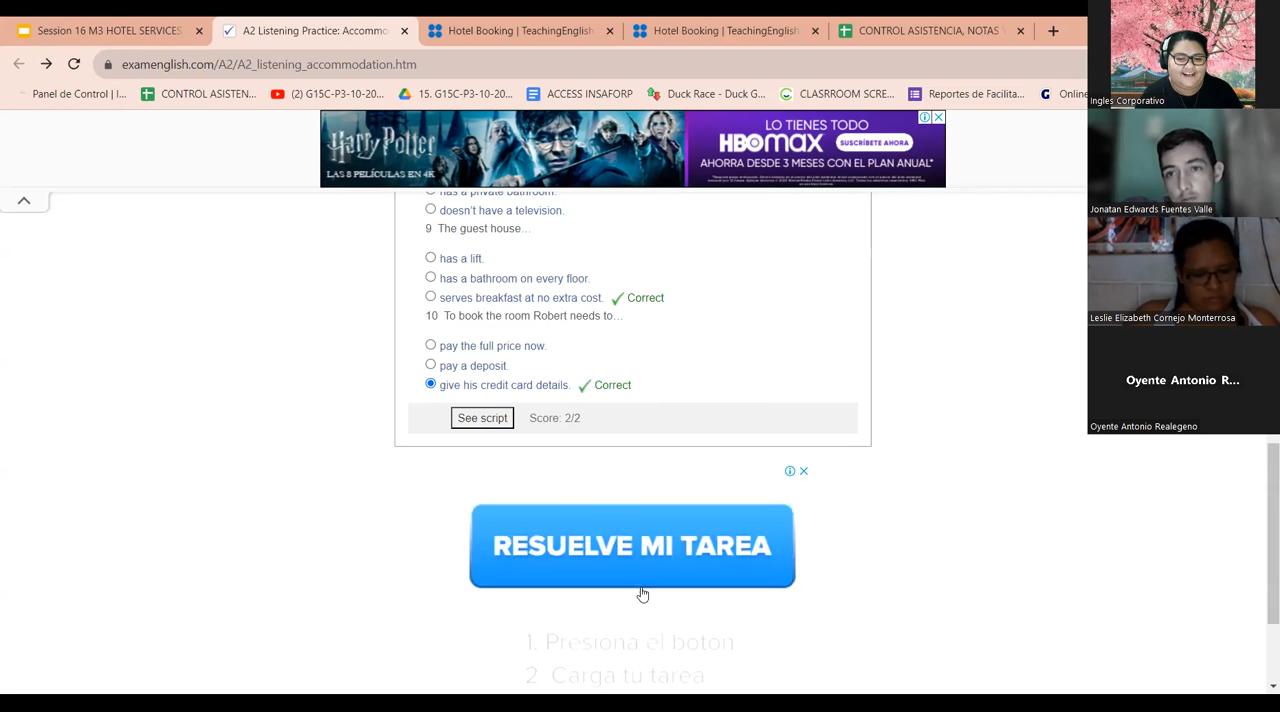 Session 16 M3 HOTEL SERVICES
A2 Listening Practice: Accommo
Hotel Booking | TeachingEnglish
Hotel Booking | TeachingEnglish
CONTROL ASISTENCIA, NOTAS
examenglish.com/A2/A2_listening_accommodation.htm
Panel de Control | I...
CONTROL ASISTEN...
(2) G15C-P3-10-20...
15. G15C-P3-10-20...
ACCESS INSAFORP
Duck Race - Duck G...
CLASRROOM SCRE...
Reportes de Facilita...
Online
Harry Potter
LAS 8 PELÍCULAS EN 4K
LO TIENES TODO
HBOmax
SUSCRÍBETE AHORA
AHORRA DESDE 3 MESES CON EL PLAN ANUAL*
has a private bathroom.
doesn't have a television.
9 The guest house...
has a lift.
has a bathroom on every floor.
serves breakfast at no extra cost. Correct
10 To book the room Robert needs to...
pay the full price now.
pay a deposit.
give his credit card details. Correct
See script Score: 2/2
RESUELVE MI TAREA
1. Presiona el boton
2 Carga tu tarea
Ingles Corporativo
Jonatan Edwards Fuentes Valle
Leslie Elizabeth Cornejo Monterrosa
Oyente Antonio R...
Oyente Antonio Realegeno